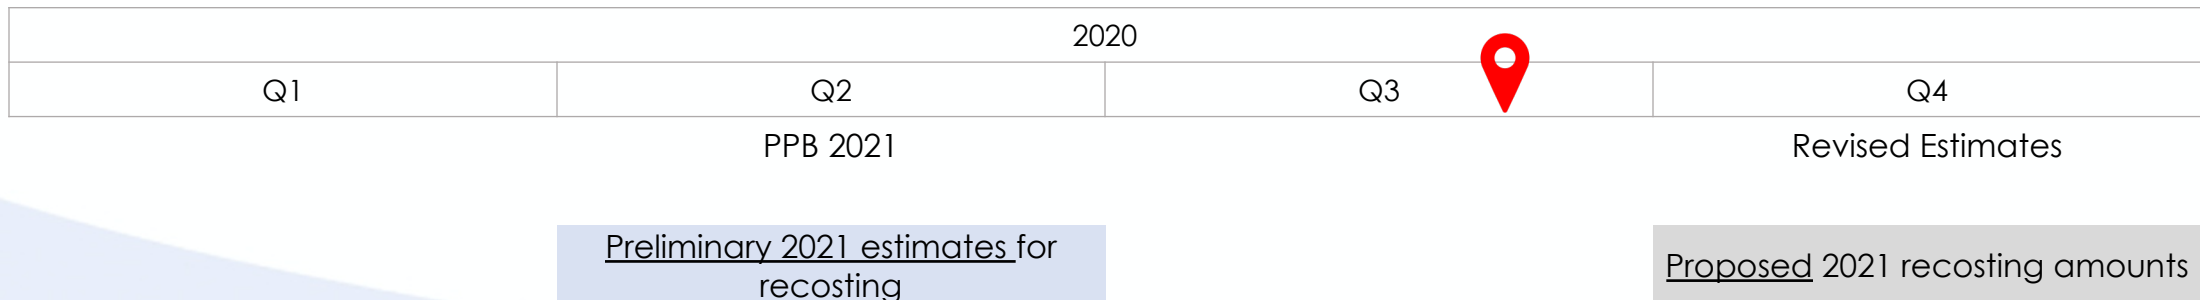 2020
Q1 Q2 Q3 Q4
PPB 2021 Revised Estimates
Preliminary 2021 estimates for
recosting
Proposed 2021 recosting amounts